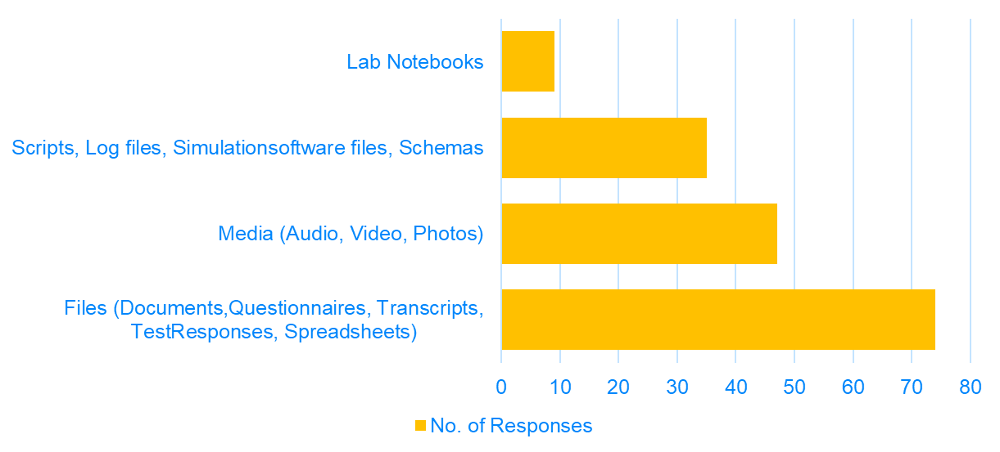 Lab Notebooks
Scripts, Log files, Simulationsoftware files, Schemas
Media (Audio, Video, Photos)
Files (Documents,Questionnaires, Transcripts,
TestResponses, Spreadsheets)
0 10 20 30 40 50 60 70 80
No. of Responses